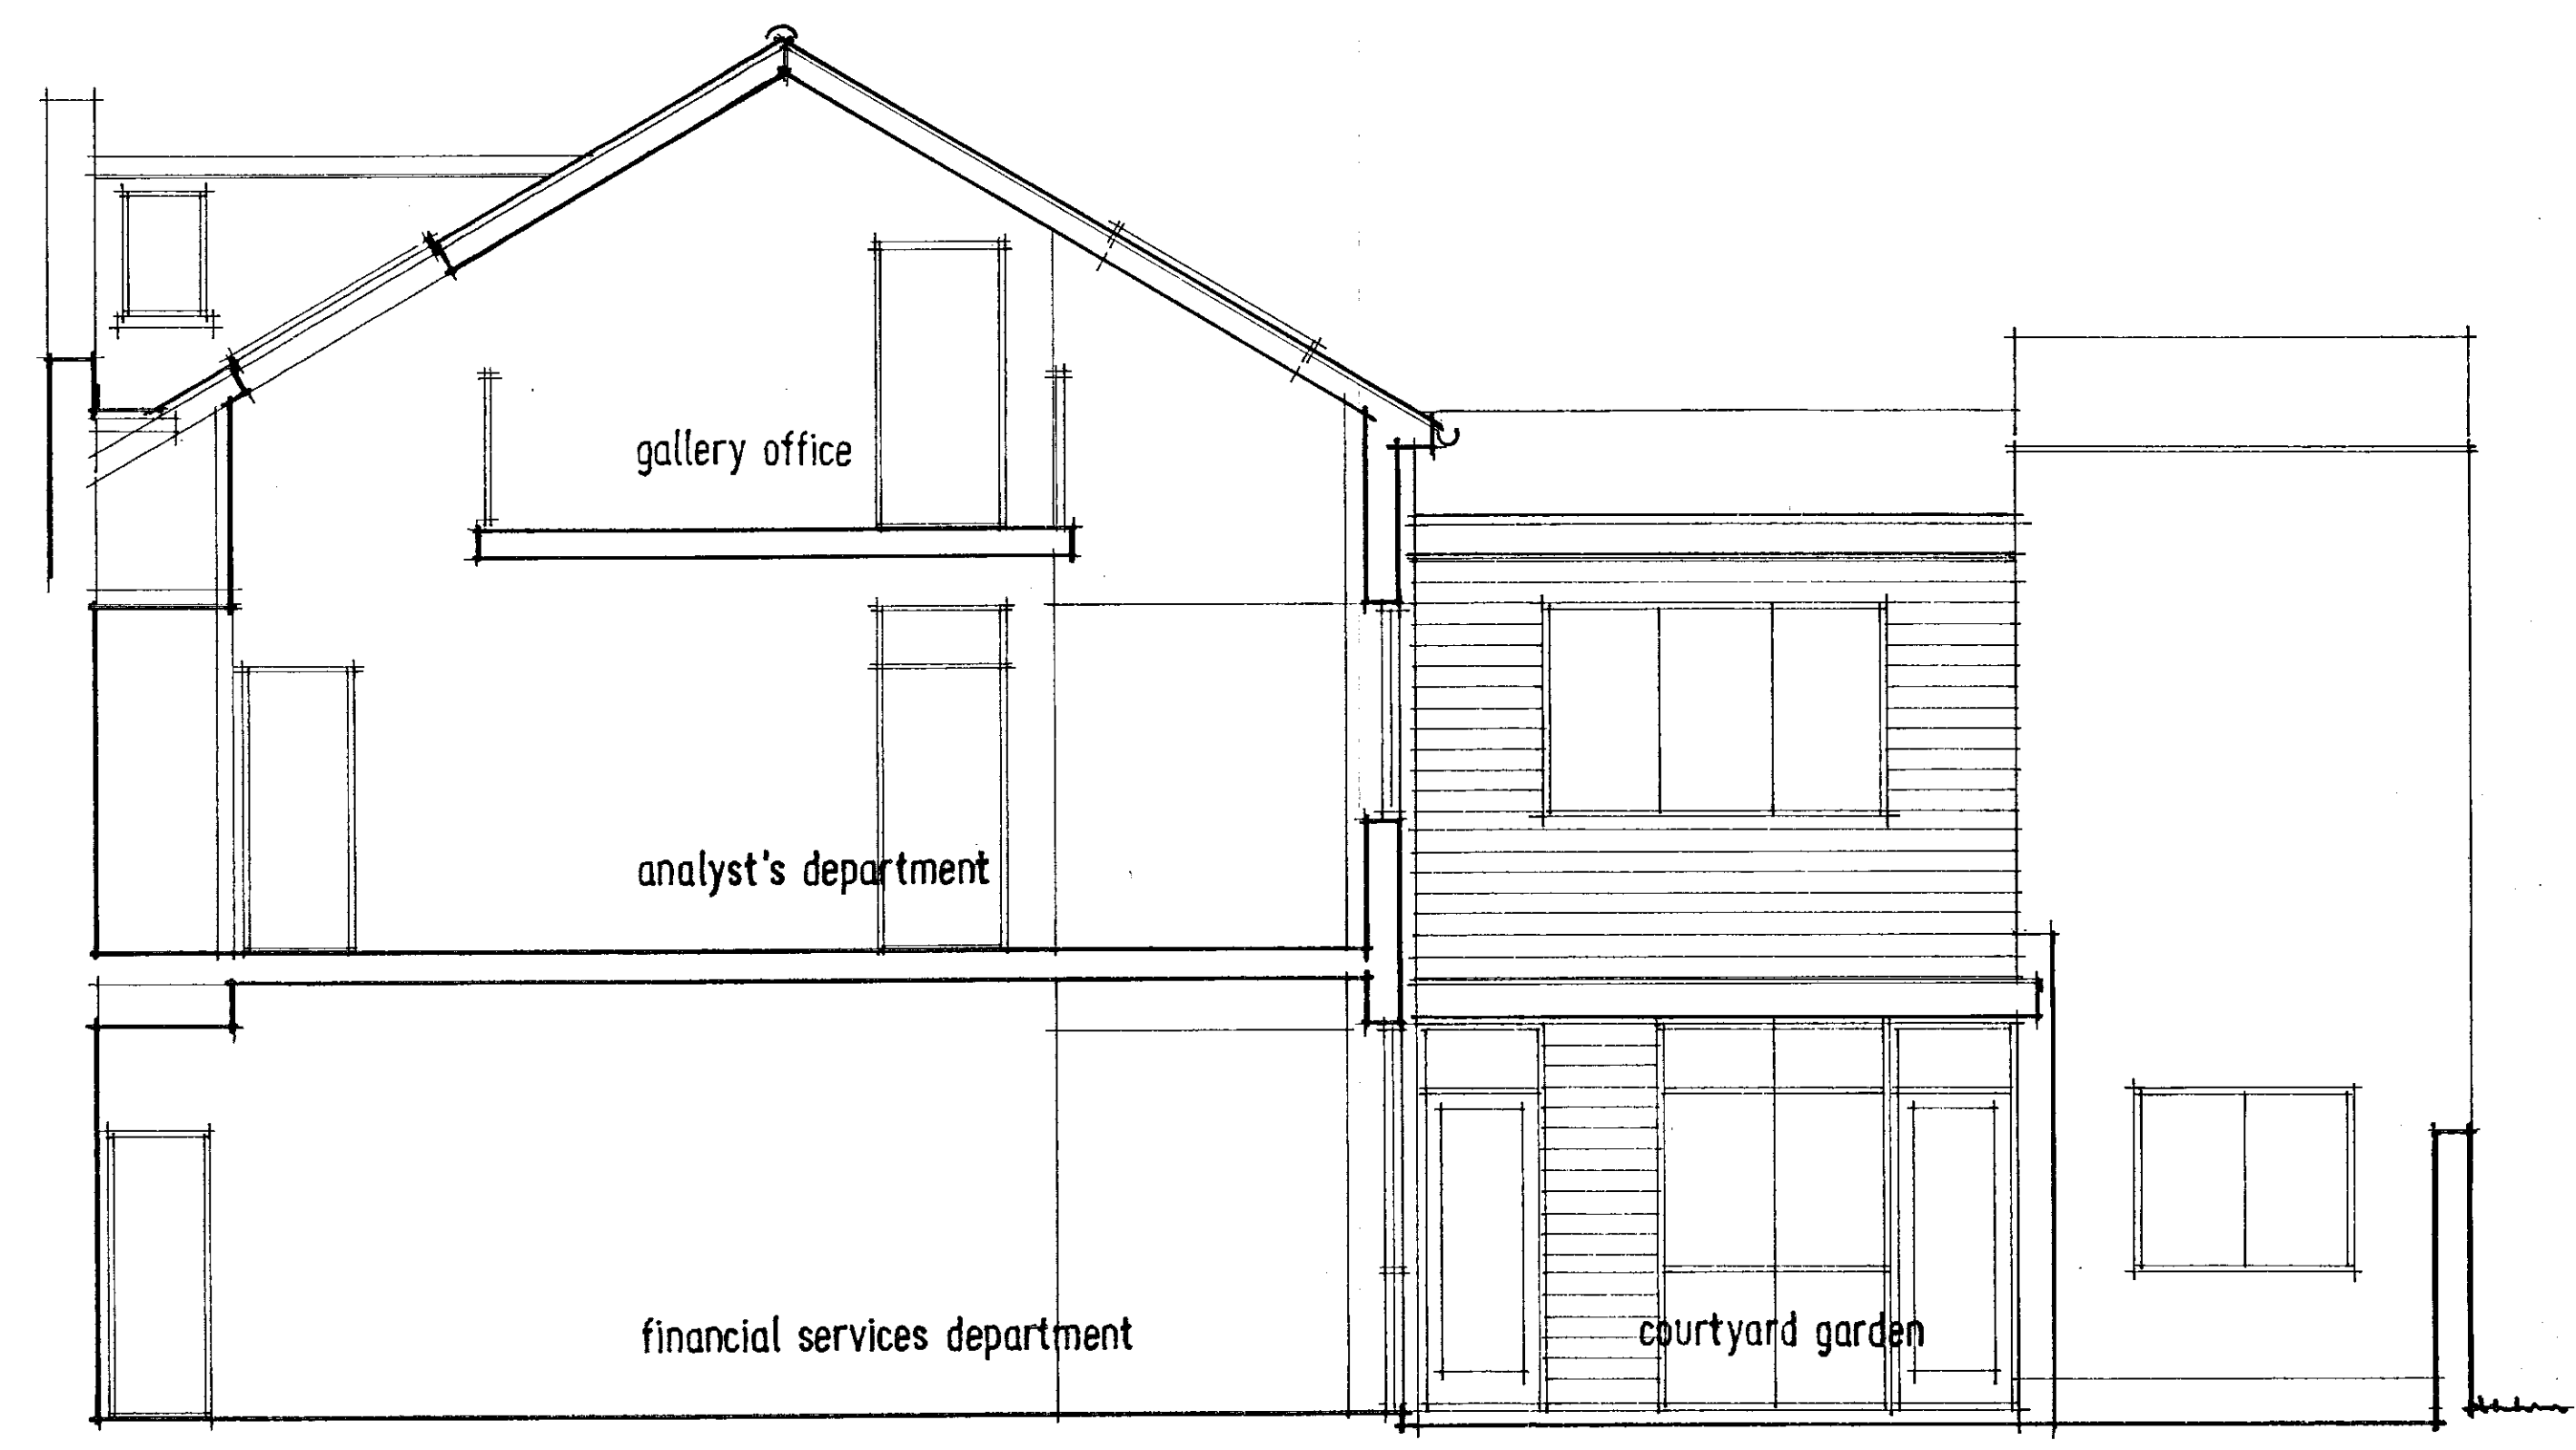 gallery office
analyst's department
financial services department
courtyard garden